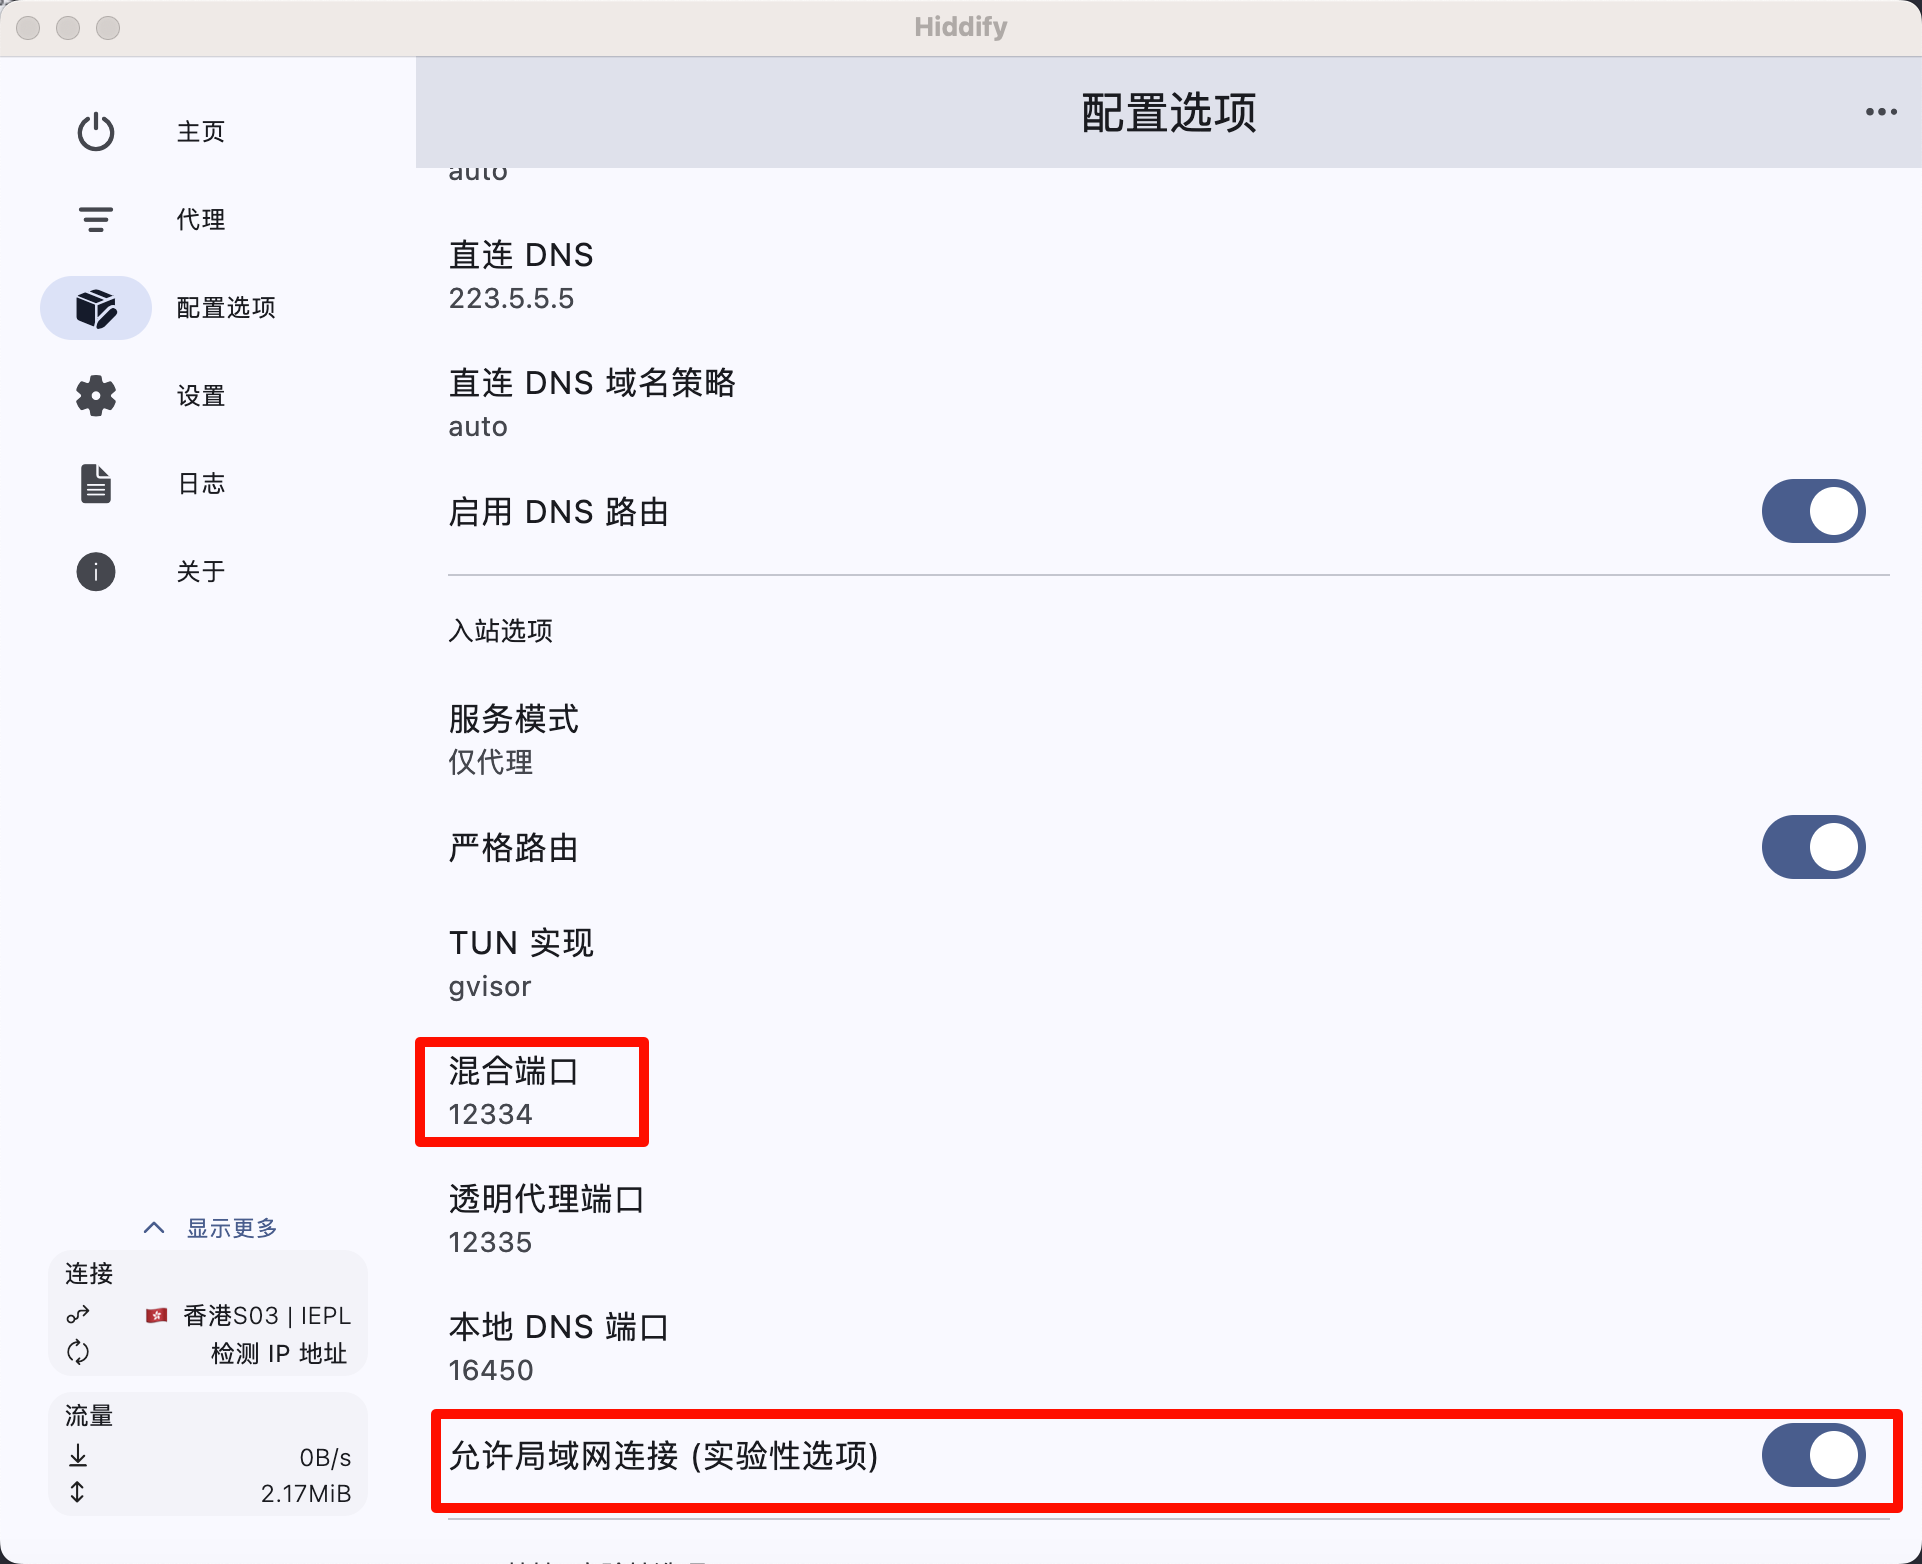 Hiddify
主页
代理
配置选项
设置
日志
关于
显示更多
连接
香港S03 | IEPL
检测 IP 地址
流量
0B/s
2.17MiB
配置选项
auto
直连 DNS
223.5.5.5
直连 DNS 域名策略
auto
启用 DNS 路由
入站选项
服务模式
仅代理
严格路由
TUN 实现
gvisor
混合端口
12334
透明代理端口
12335
本地 DNS 端口
16450
允许局域网连接 (实验性选项)